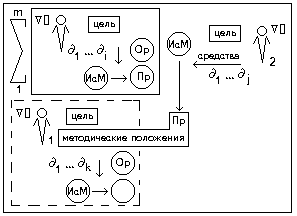 m
1
цель
∂1 ... ∂i
Ор
ИсМ
Пр
ИсМ
цель
2
средства
∂1 ... ∂j
Пр
цель
1
методические положения
∂1 ... ∂k
Ор
ИсМ